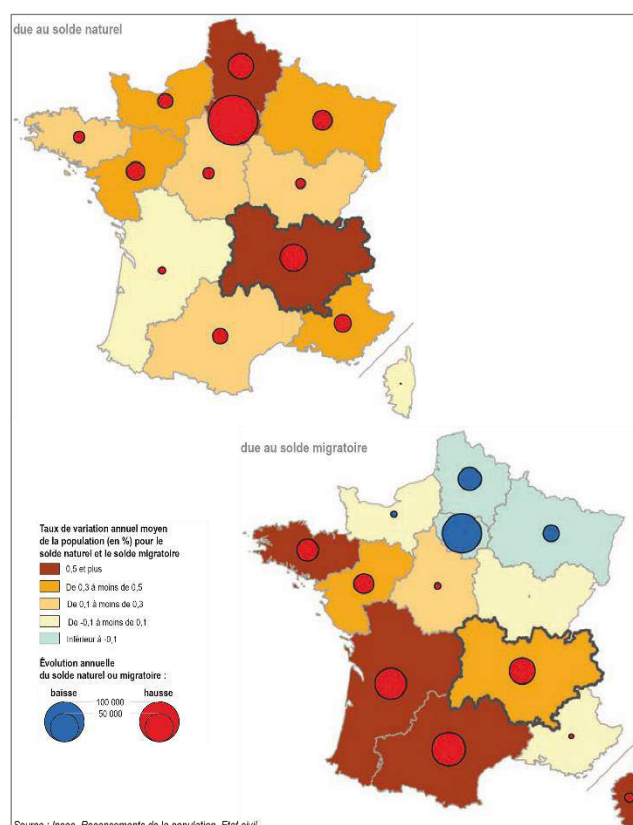 due au solde naturel
due au solde migratoire
Taux de variation annuel moyen
de la population (en %) pour le
solde naturel et le solde migratoire
0,5 et plus
De 0,3 à moins de 0,5
De 0,1 à moins de 0,3
De -0,1 à moins de 0,1
Inférieur à -0,1
Évolution annuelle
du solde naturel ou migratoire :
baisse hausse
100 000
50 000
Source : Insee, Recensements de la population, Etat civil